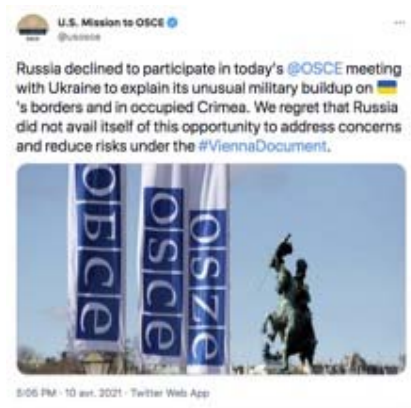 U.S. Mission to OSCE
@usosce
Russia declined to participate in today's @OSCE meeting
with Ukraine to explain its unusual military buildup on 🇺🇦
's borders and in occupied Crimea. We regret that Russia
did not avail itself of this opportunity to address concerns
and reduce risks under the #ViennaDocument.
ОБСЕ
OSCE
OSZE
5:05 PM · 10 avr. 2021 · Twitter Web App